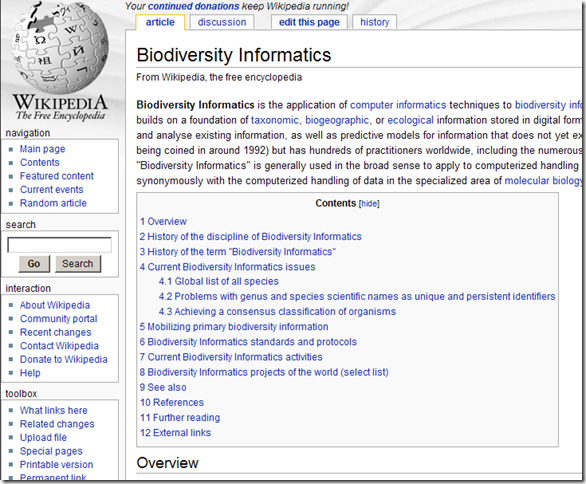 Your continued donations keep Wikipedia running!
article discussion edit this page history
WIKIPEDIA
The Free Encyclopedia
navigation
Main page
Contents
Featured content
Current events
Random article
search
Go Search
interaction
About Wikipedia
Community portal
Recent changes
Contact Wikipedia
Donate to Wikipedia
Help
toolbox
What links here
Related changes
Upload file
Special pages
Printable version
Permanent link
Biodiversity Informatics
From Wikipedia, the free encyclopedia
Biodiversity Informatics is the application of computer informatics techniques to biodiversity info
builds on a foundation of taxonomic, biogeographic, or ecological information stored in digital form
and analyse existing information, as well as predictive models for information that does not yet ex
being coined in around 1992) but has hundreds of practitioners worldwide, including the numerous
"Biodiversity Informatics" is generally used in the broad sense to apply to computerized handling
synonymously with the computerized handling of data in the specialized area of molecular biology
Contents [hide]
1 Overview
2 History of the discipline of Biodiversity Informatics
3 History of the term "Biodiversity Informatics"
4 Current Biodiversity Informatics issues
4.1 Global list of all species
4.2 Problems with genus and species scientific names as unique and persistent identifiers
4.3 Achieving a consensus classification of organisms
5 Mobilizing primary biodiversity information
6 Biodiversity Informatics standards and protocols
7 Current Biodiversity Informatics activities
8 Biodiversity Informatics projects of the world (select list)
9 See also
10 References
11 Further reading
12 External links
Overview